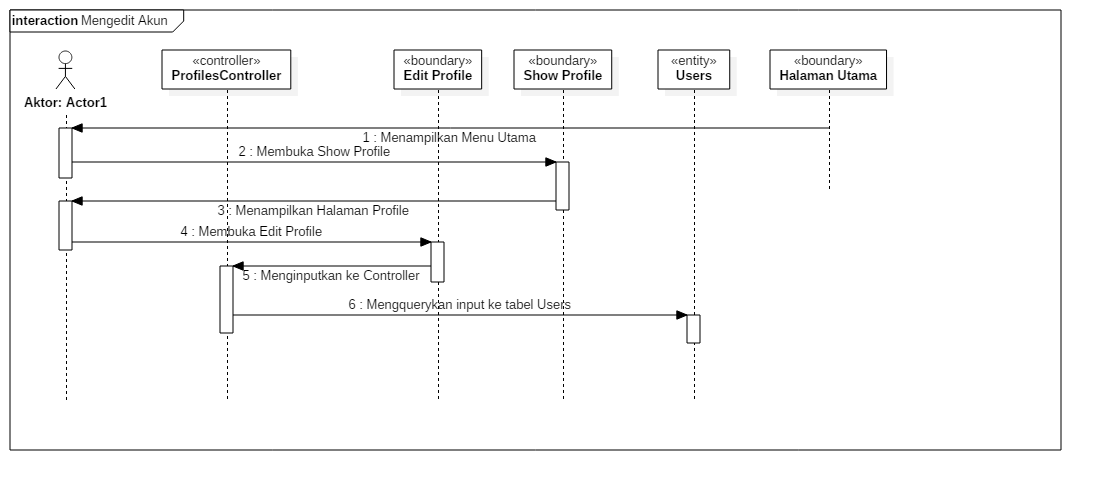 interaction Mengedit Akun
«controller»
ProfilesController
«boundary»
Edit Profile
«boundary»
Show Profile
«entity»
Users
«boundary»
Halaman Utama
Aktor: Actor1
1 : Menampilkan Menu Utama
2 : Membuka Show Profile
3 : Menampilkan Halaman Profile
4 : Membuka Edit Profile
5 : Menginputkan ke Controller
6 : Mengquerykan input ke tabel Users